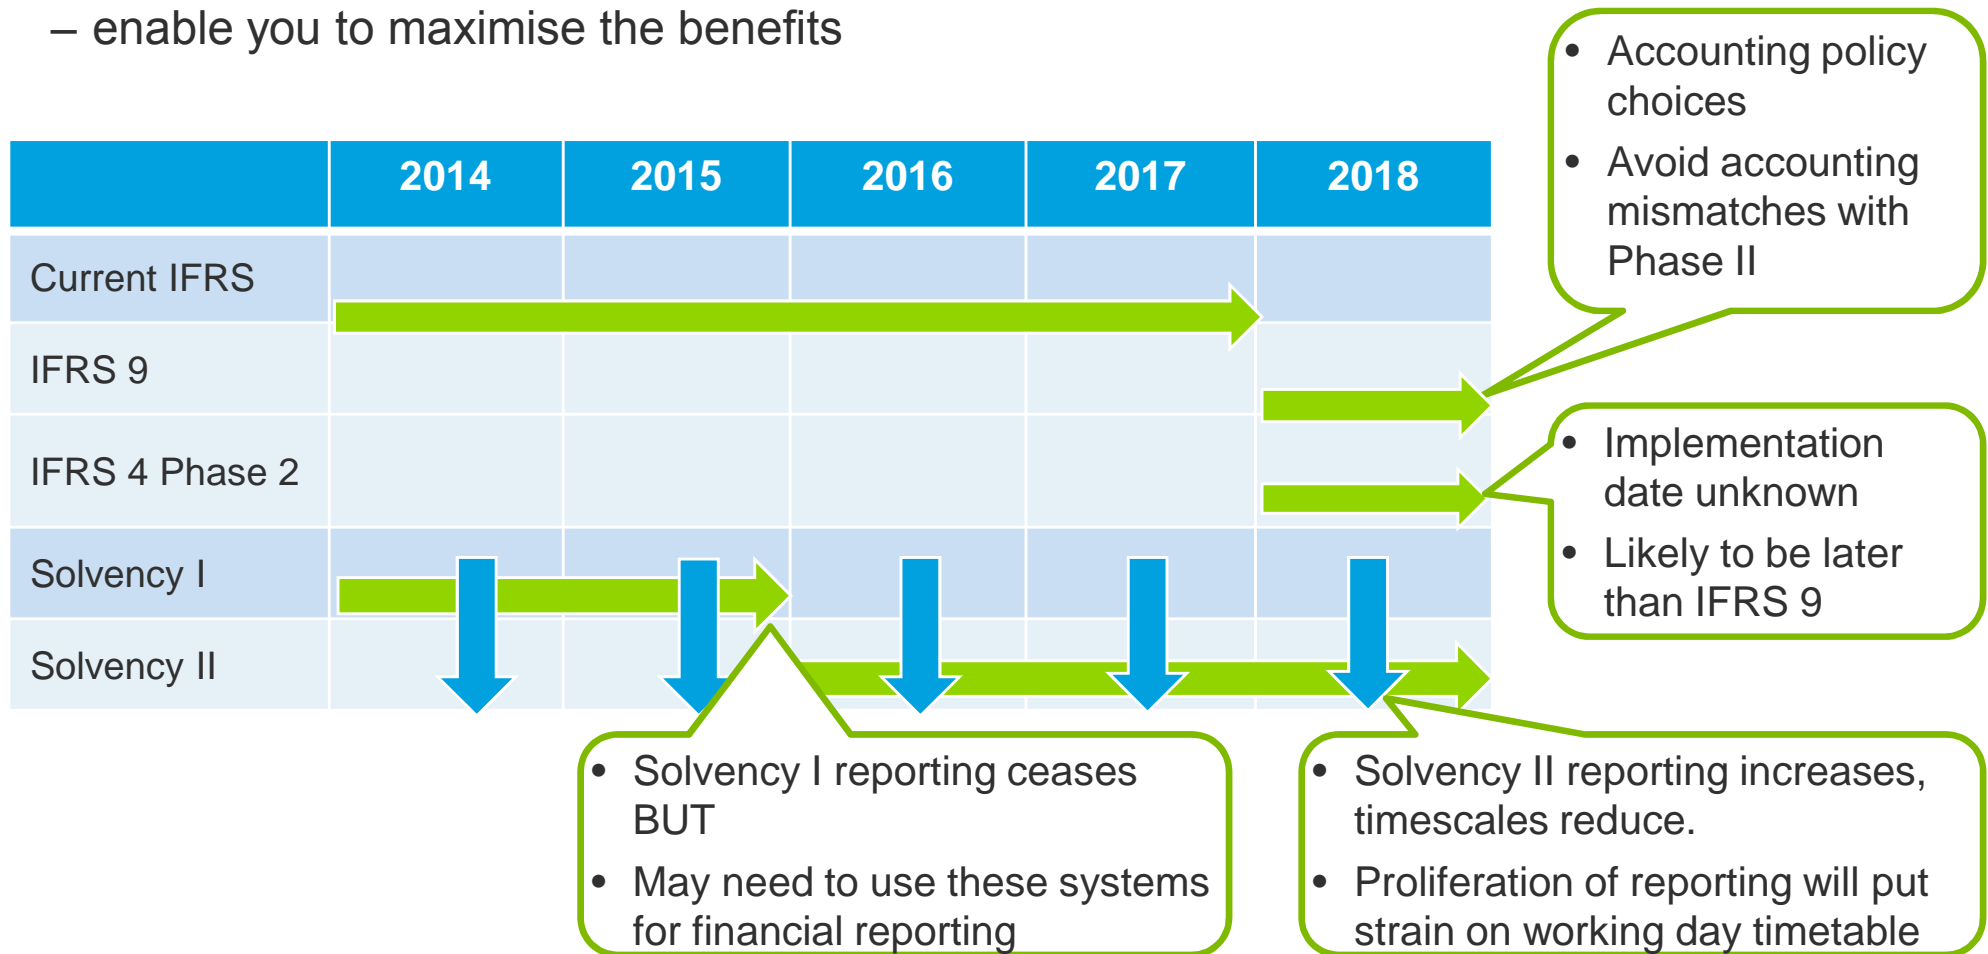 – enable you to maximise the benefits
2014 2015 2016 2017 2018
Current IFRS
IFRS 9
IFRS 4 Phase 2
Solvency I
Solvency II
• Accounting policy
choices
• Avoid accounting
mismatches with
Phase II
• Implementation
date unknown
• Likely to be later
than IFRS 9
• Solvency I reporting ceases
BUT
• May need to use these systems
for financial reporting
• Solvency II reporting increases,
timescales reduce.
• Proliferation of reporting will put
strain on working day timetable